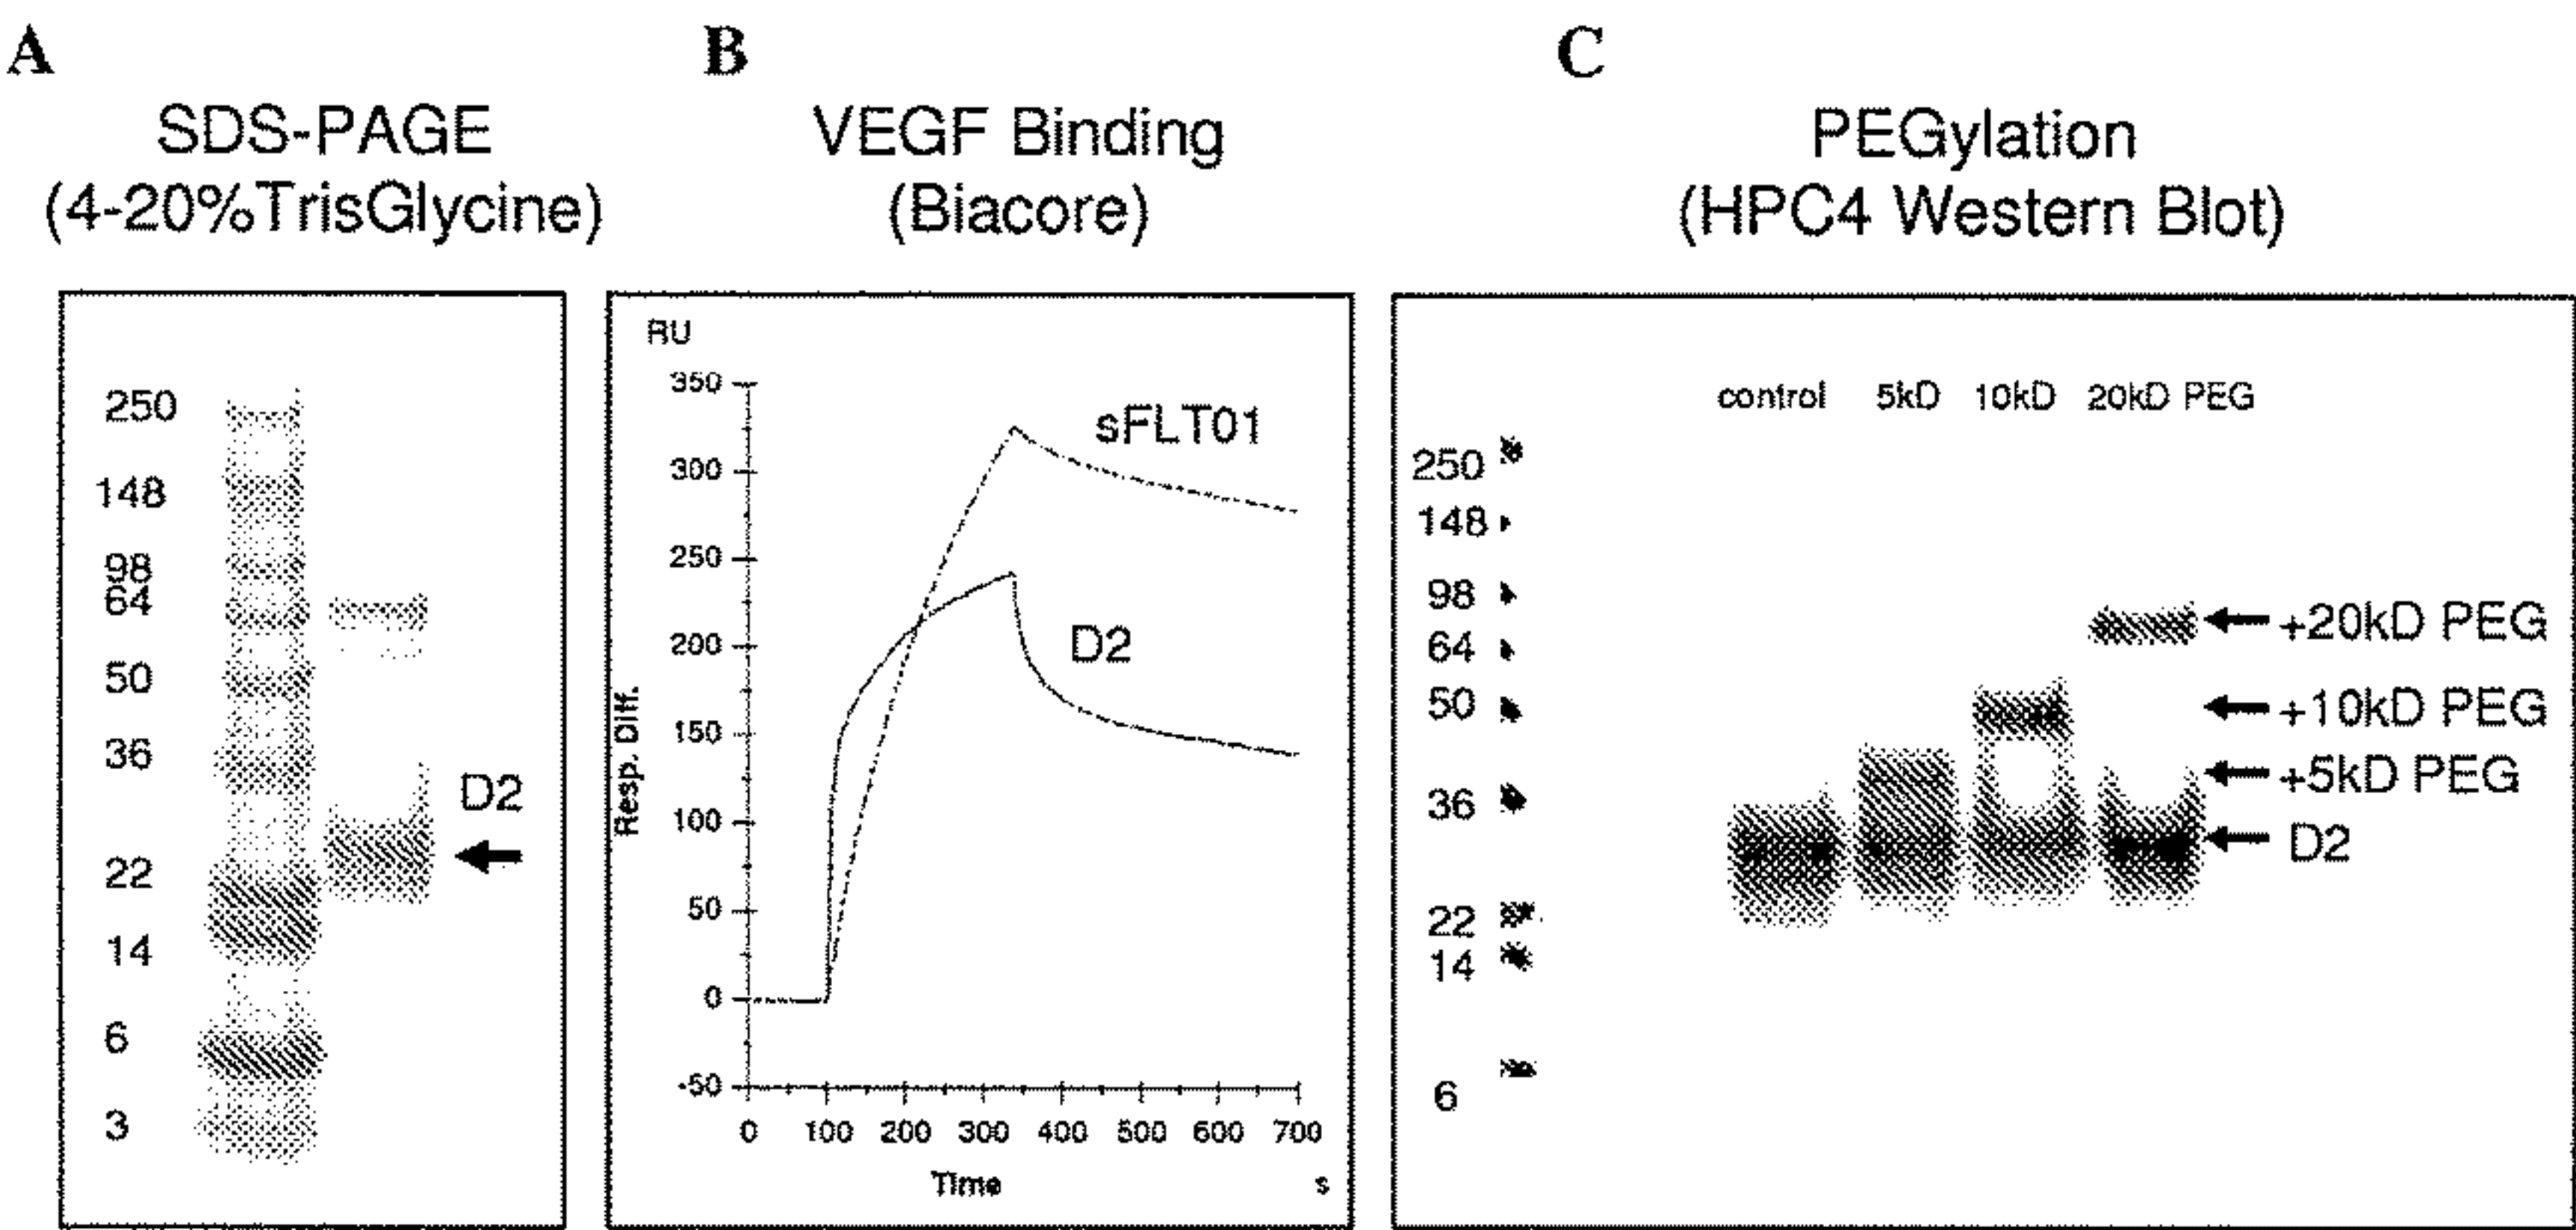 A
SDS-PAGE
(4-20%TrisGlycine)
250
148
98
64
50
36
22
14
6
3
D2
B
VEGF Binding
(Biacore)
RU
350
300
250
200
150
100
50
0
-50
Resp. Diff.
sFLT01
D2
0 100 200 300 400 500 600 700
Time s
C
PEGylation
(HPC4 Western Blot)
control 5kD 10kD 20kD PEG
250
148
98
64
50
36
22
14
6
+20kD PEG
+10kD PEG
+5kD PEG
D2